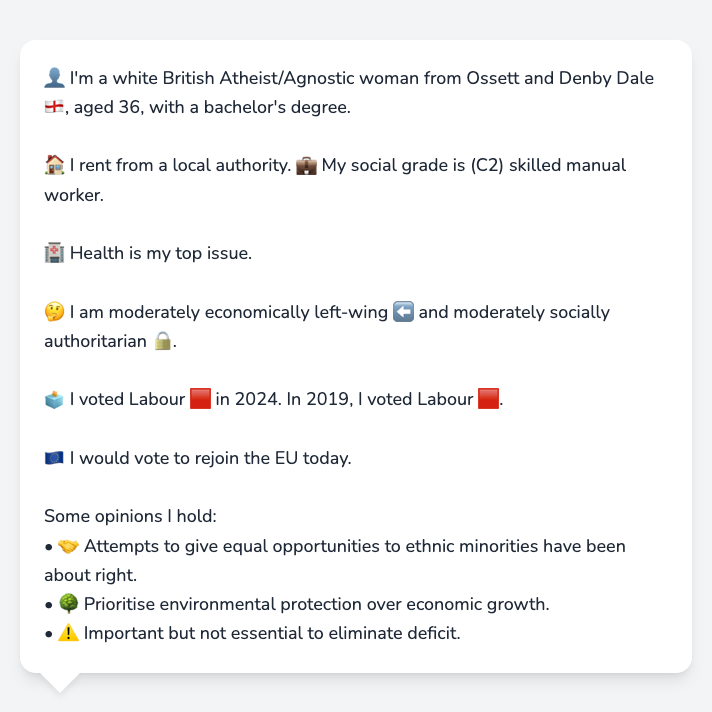 👤 I'm a white British Atheist/Agnostic woman from Ossett and Denby Dale
🏴󠁧󠁢󠁥󠁮󠁧󠁿, aged 36, with a bachelor's degree.
🏠 I rent from a local authority. 💼 My social grade is (C2) skilled manual
worker.
🏥 Health is my top issue.
🤔 I am moderately economically left-wing ⬅️ and moderately socially
authoritarian 🔒.
🗳️ I voted Labour 🟥 in 2024. In 2019, I voted Labour 🟥.
🇪🇺 I would vote to rejoin the EU today.
Some opinions I hold:
• 🤝 Attempts to give equal opportunities to ethnic minorities have been
about right.
• 🌳 Prioritise environmental protection over economic growth.
• ⚠️ Important but not essential to eliminate deficit.